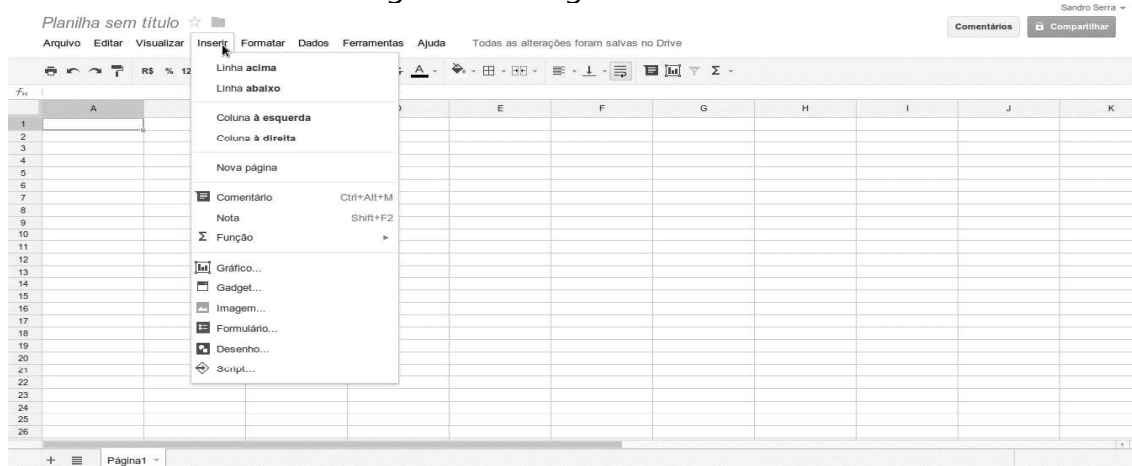 Sandro Serra
Planilha sem título
Comentários
Compartilhar
Arquivo Editar Visualizar Inserir Formatar Dados Ferramentas Ajuda Todas as alterações foram salvas no Drive
R$ % 12 A Σ
fx
A E F G H I J K
Linha acima
Linha abaixo
Coluna à esquerda
Coluna à direita
Nova página
Comentário Ctrl+Alt+M
Nota Shift+F2
Σ Função
Gráfico...
Gadget...
Imagem...
Formulário...
Desenho...
Script...
1
2
3
4
5
6
7
8
9
10
11
12
13
14
15
16
17
18
19
20
21
22
23
24
25
26
Página1